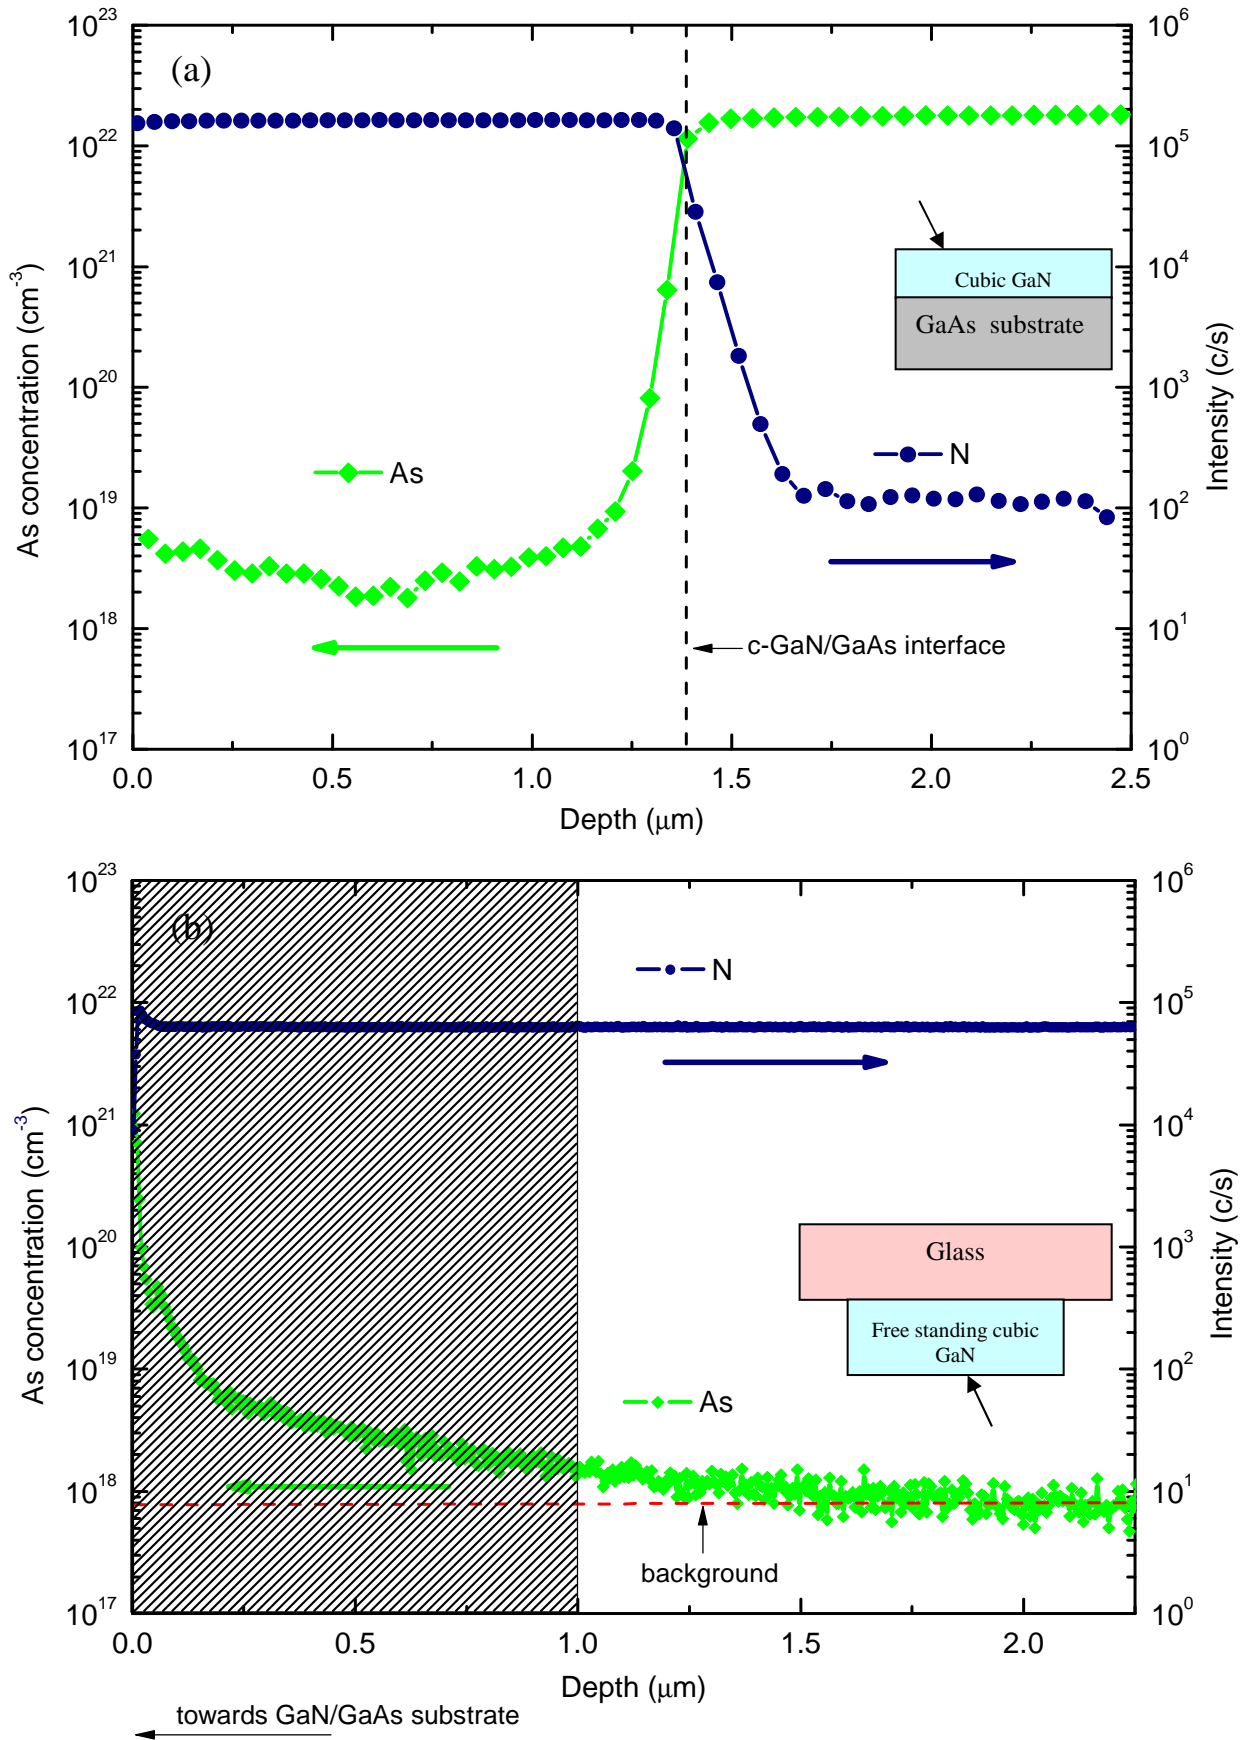 (a)
10^23
10^22
10^21
10^20
10^19
10^18
10^17
As concentration (cm^-3)
10^6
10^5
10^4
10^3
10^2
10^1
10^0
Intensity (c/s)
Cubic GaN
GaAs substrate
As
N
c-GaN/GaAs interface
0.0 0.5 1.0 1.5 2.0 2.5
Depth (μm)
(b)
10^23
10^22
10^21
10^20
10^19
10^18
10^17
As concentration (cm^-3)
10^6
10^5
10^4
10^3
10^2
10^1
10^0
Intensity (c/s)
N
Glass
Free standing cubic
GaN
As
background
0.0 0.5 1.0 1.5 2.0
Depth (μm)
towards GaN/GaAs substrate